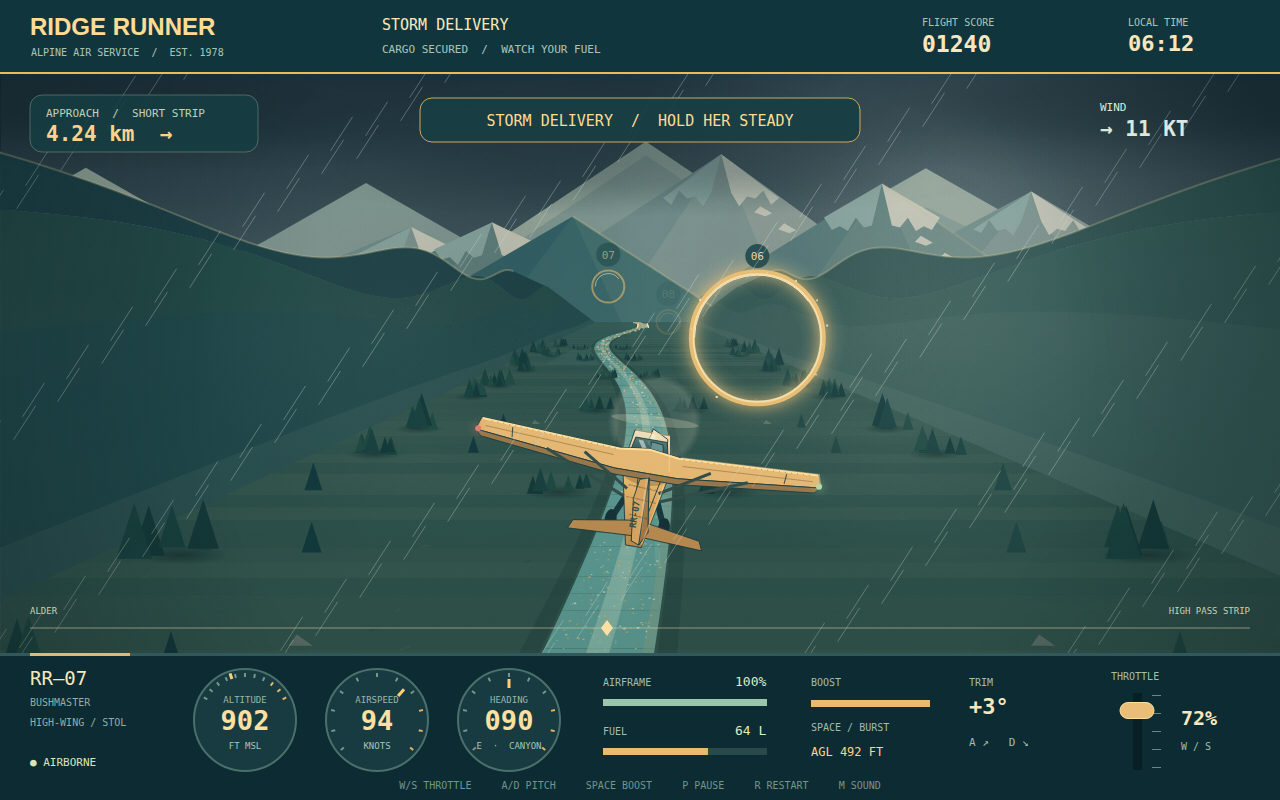 RIDGE RUNNER
ALPINE AIR SERVICE / EST. 1978
STORM DELIVERY
CARGO SECURED / WATCH YOUR FUEL
FLIGHT SCORE
01240
LOCAL TIME
06:12
APPROACH / SHORT STRIP
4.24 km →
STORM DELIVERY / HOLD HER STEADY
WIND
→ 11 KT
07
06
08
RR-07
ALDER
HIGH PASS STRIP
RR—07
BUSHMASTER
HIGH-WING / STOL
● AIRBORNE
ALTITUDE
902
FT MSL
AIRSPEED
94
KNOTS
HEADING
090
E · CANYON
AIRFRAME 100%
FUEL 64 L
BOOST
SPACE / BURST
AGL 492 FT
TRIM
+3°
A ↗ D ↘
THROTTLE
72%
W / S
W/S THROTTLE A/D PITCH SPACE BOOST P PAUSE R RESTART M SOUND